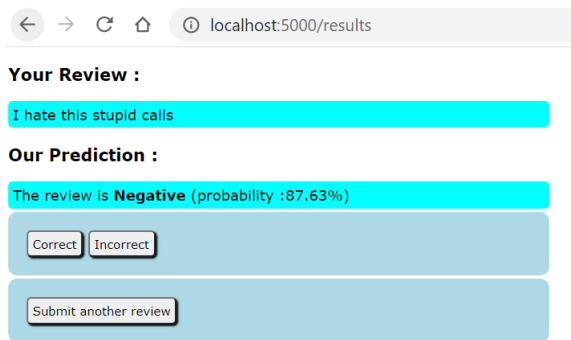 localhost:5000/results
Your Review :
I hate this stupid calls
Our Prediction :
The review is Negative (probability :87.63%)
Correct Incorrect
Submit another review